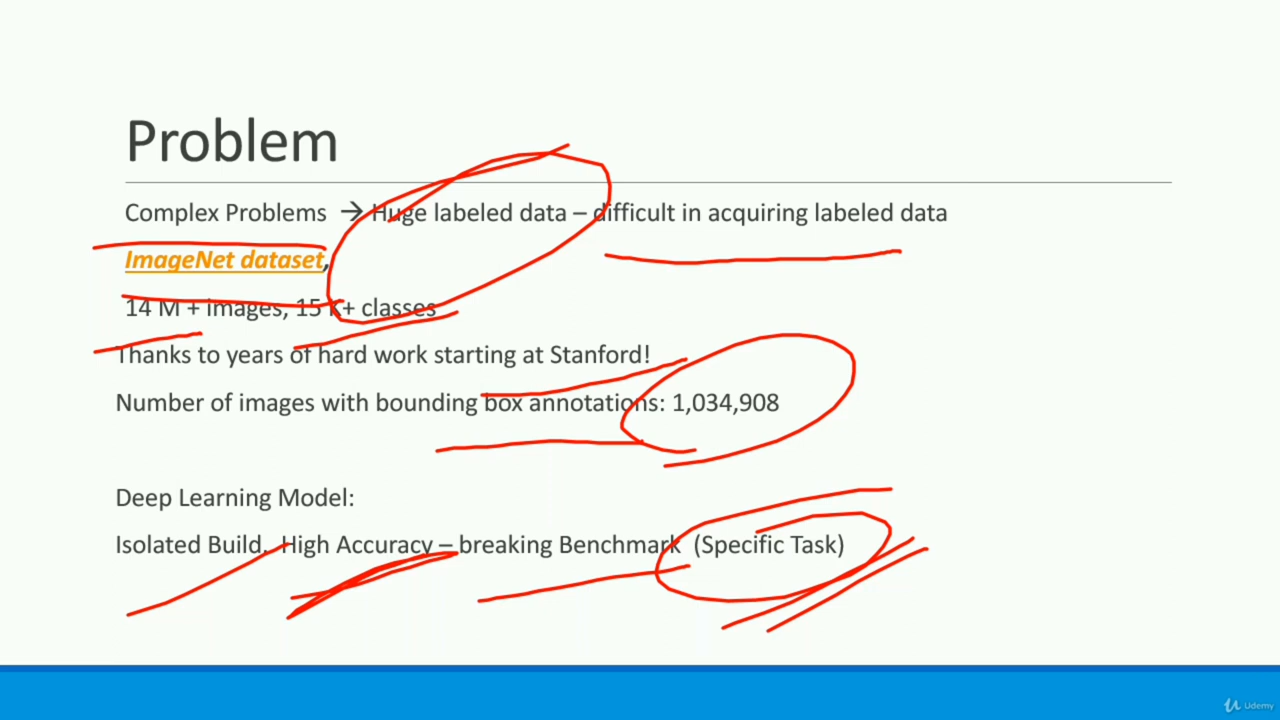 Problem
Complex Problems → Huge labeled data – difficult in acquiring labeled data
ImageNet dataset,
14 M + images, 15 K+ classes
Thanks to years of hard work starting at Stanford!
Number of images with bounding box annotations: 1,034,908
Deep Learning Model:
Isolated Build. High Accuracy – breaking Benchmark (Specific Task)
Udemy